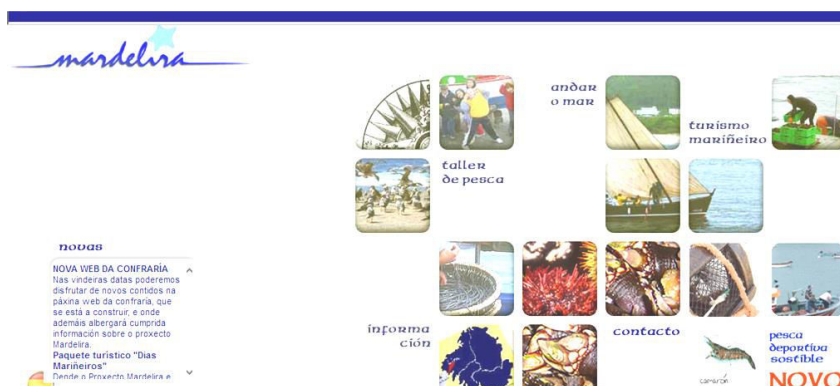 mardelira
andar
o mar
turismo
mariñeiro
taller
de pesca
novas
NOVA WEB DA CONFRARÍA
Nas vindeiras datas poderemos
disfrutar de novos contidos na
páxina web da confraría, que
se está a construir, e onde
ademáis albergará cumprida
información sobre o proxecto
Mardelira.
Paquete turístico "Días
Mariñeiros"
Dende o Proxecto Mardelira e
informa
ción
contacto
camarón
pesca
deportiva
sostible
NOVO